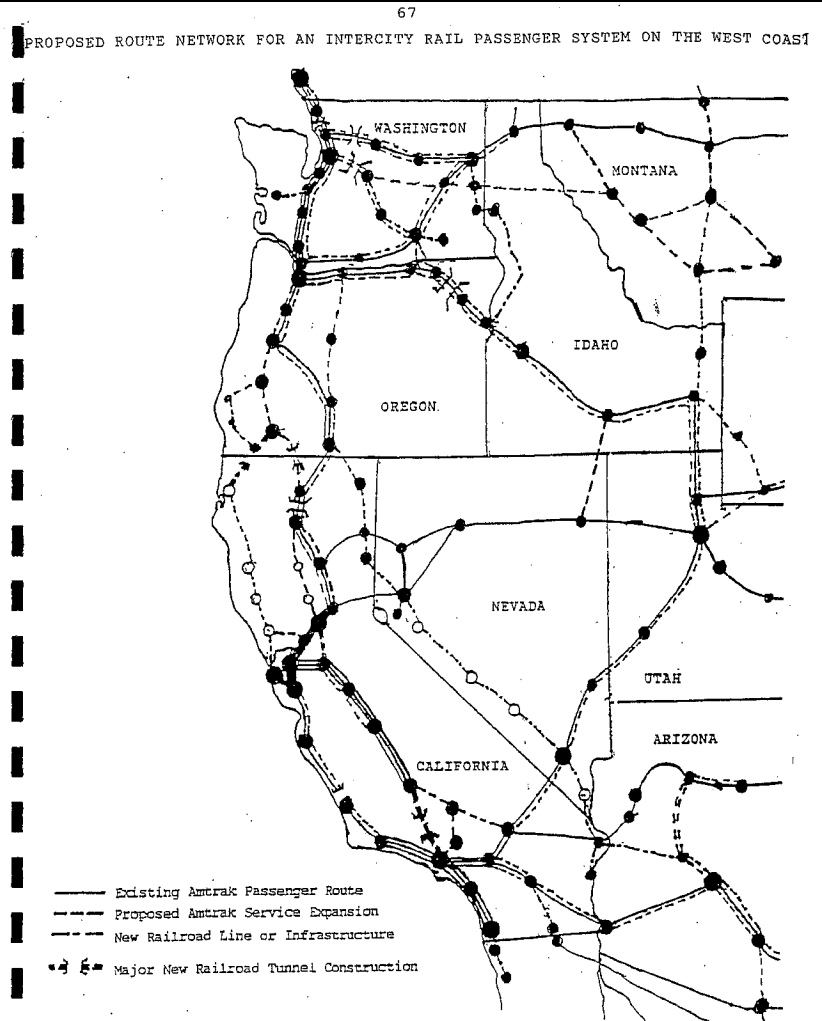 67
PROPOSED ROUTE NETWORK FOR AN INTERCITY RAIL PASSENGER SYSTEM ON THE WEST COAST
WASHINGTON
MONTANA
IDAHO
OREGON
NEVADA
UTAH
ARIZONA
CALIFORNIA
Existing Amtrak Passenger Route
Proposed Amtrak Service Expansion
New Railroad Line or Infrastructure
Major New Railroad Tunnel Construction